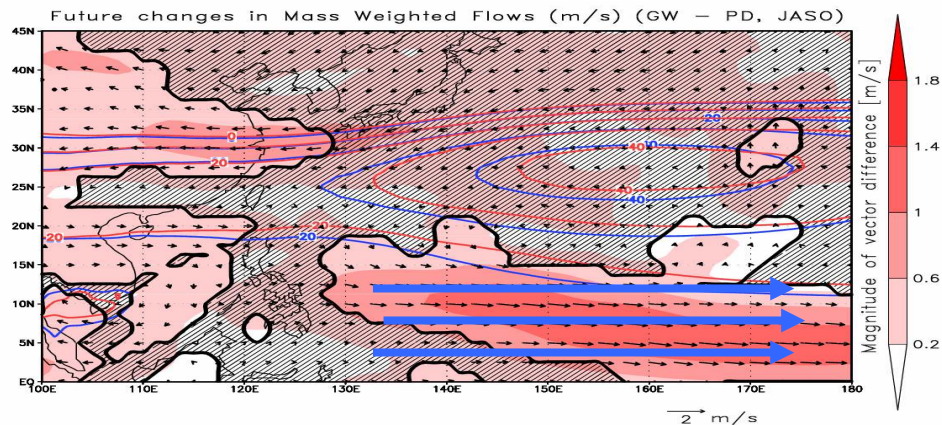 Future changes in Mass Weighted Flows (m/s) (GW – PD, JASO)
45N
40N
35N
30N
25N
20N
15N
10N
5N
EQ
100E
110E
120E
130E
140E
150E
160E
170E
180
20
0
20
40
40
40
20
20
20
2 m/s
Magnitude of vector difference [m/s]
1.8
1.4
1
0.6
0.2